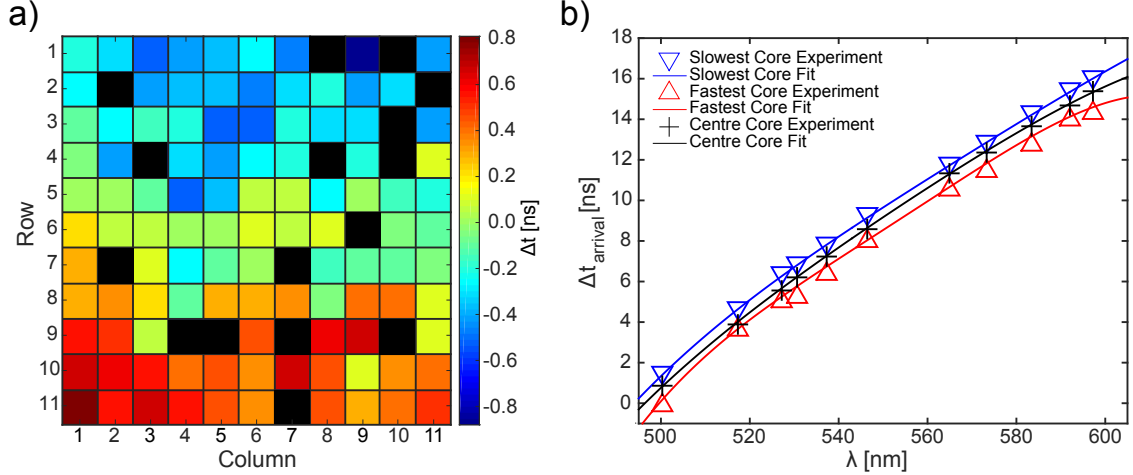 a)
1
2
3
4
5
6
7
8
9
10
11
Row
1 2 3 4 5 6 7 8 9 10 11
Column
0.8
0.6
0.4
0.2
0.0
-0.2
-0.4
-0.6
-0.8
Δt [ns]
b)
Slowest Core Experiment
Slowest Core Fit
Fastest Core Experiment
Fastest Core Fit
Centre Core Experiment
Centre Core Fit
18
16
14
12
10
8
6
4
2
0
Δt arrival [ns]
500 520 540 560 580 600
λ [nm]